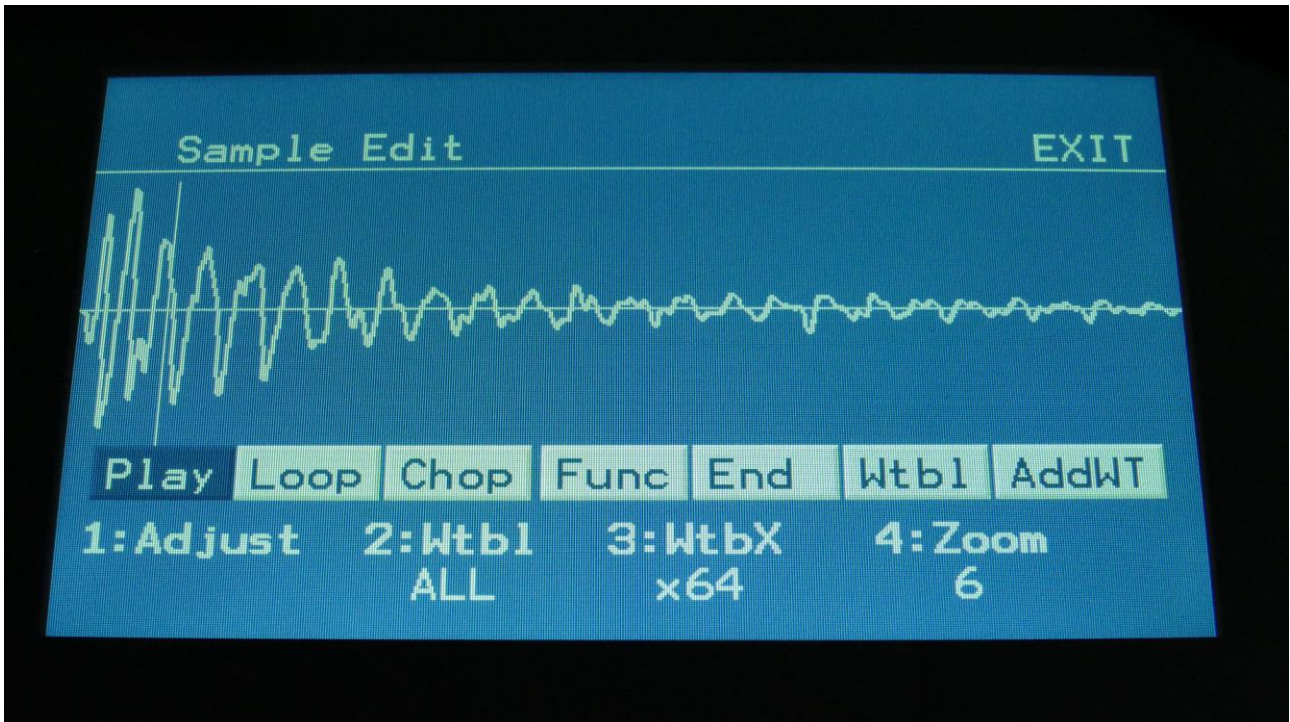 Sample Edit EXIT
Play Loop Chop Func End Wtbl AddWT
1:Adjust 2:Wtbl 3:WtbX 4:Zoom
ALL x64 6